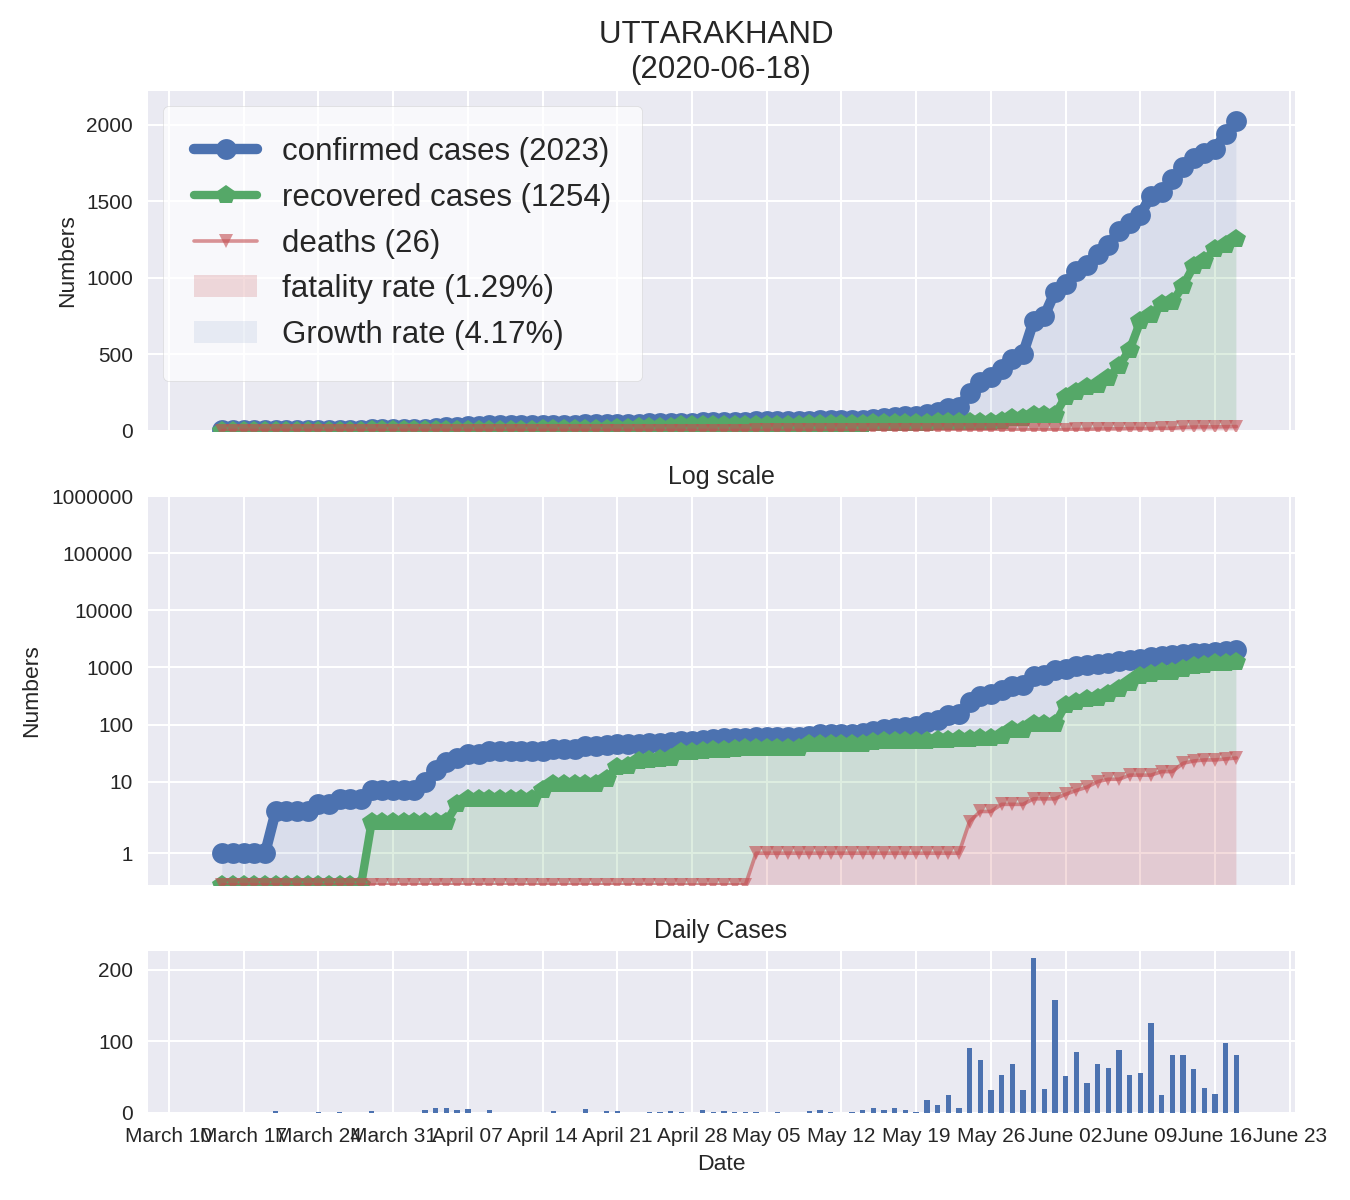 UTTARAKHAND
(2020-06-18)
Numbers
2000
1500
1000
500
0
confirmed cases (2023)
recovered cases (1254)
deaths (26)
fatality rate (1.29%)
Growth rate (4.17%)
Log scale
Numbers
1000000
100000
10000
1000
100
10
1
Daily Cases
200
100
0
March 10 March 17 March 24 March 31 April 07 April 14 April 21 April 28 May 05 May 12 May 19 May 26 June 02 June 09 June 16 June 23
Date